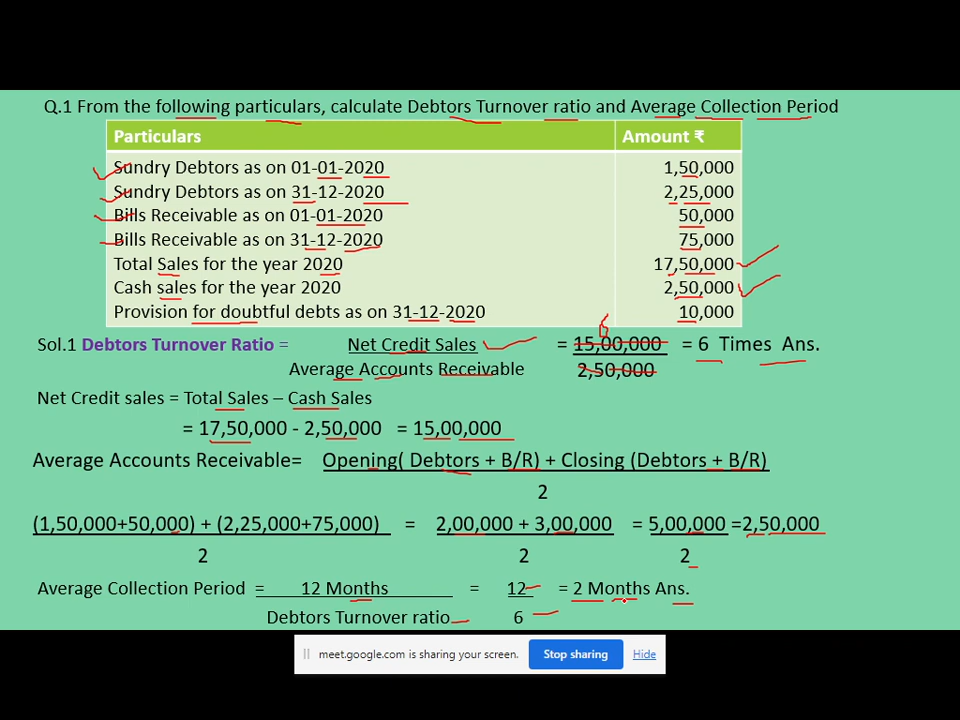 Q.1 From the following particulars, calculate Debtors Turnover ratio and Average Collection Period
Particulars Amount ₹
Sundry Debtors as on 01-01-2020 1,50,000
Sundry Debtors as on 31-12-2020 2,25,000
Bills Receivable as on 01-01-2020 50,000
Bills Receivable as on 31-12-2020 75,000
Total Sales for the year 2020 17,50,000
Cash sales for the year 2020 2,50,000
Provision for doubtful debts as on 31-12-2020 10,000
6
Sol.1 Debtors Turnover Ratio = Net Credit Sales = 15,00,000 = 6 Times Ans.
Average Accounts Receivable 2,50,000
Net Credit sales = Total Sales – Cash Sales
= 17,50,000 - 2,50,000 = 15,00,000
Average Accounts Receivable= Opening( Debtors + B/R) + Closing (Debtors + B/R)
2
(1,50,000+50,000) + (2,25,000+75,000) = 2,00,000 + 3,00,000 = 5,00,000 =2,50,000
2 2 2
Average Collection Period = 12 Months = 12 = 2 Months Ans.
Debtors Turnover ratio 6
meet.google.com is sharing your screen. Stop sharing Hide